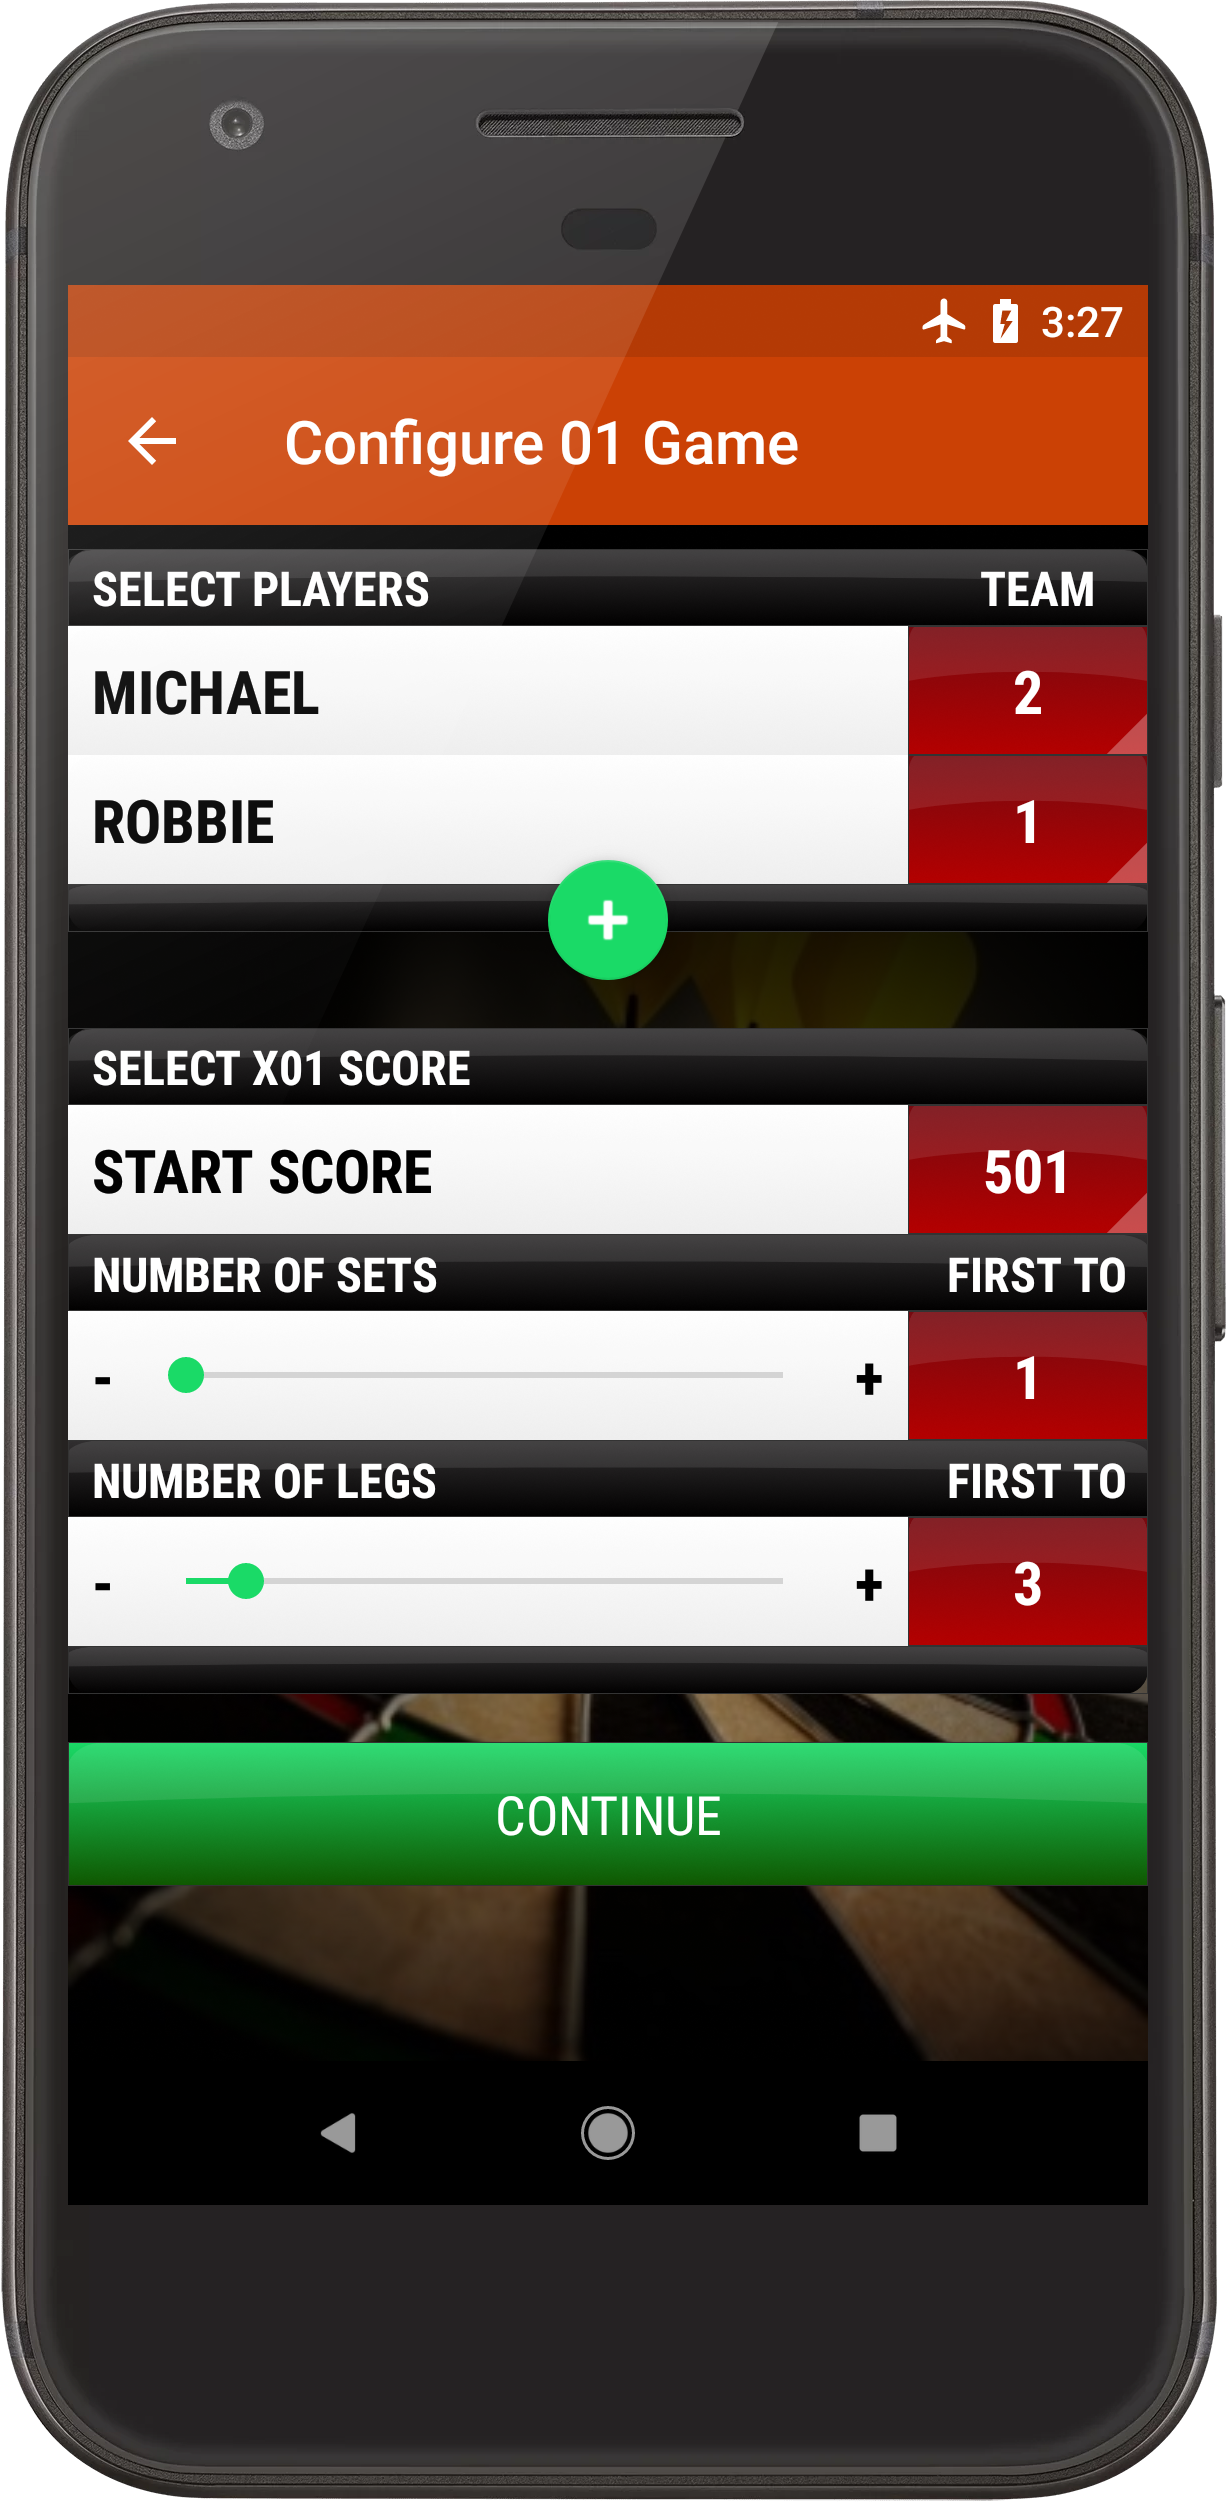 3:27
Configure 01 Game
SELECT PLAYERS TEAM
MICHAEL 2
ROBBIE 1
+
SELECT X01 SCORE
START SCORE 501
NUMBER OF SETS FIRST TO
- + 1
NUMBER OF LEGS FIRST TO
- + 3
CONTINUE